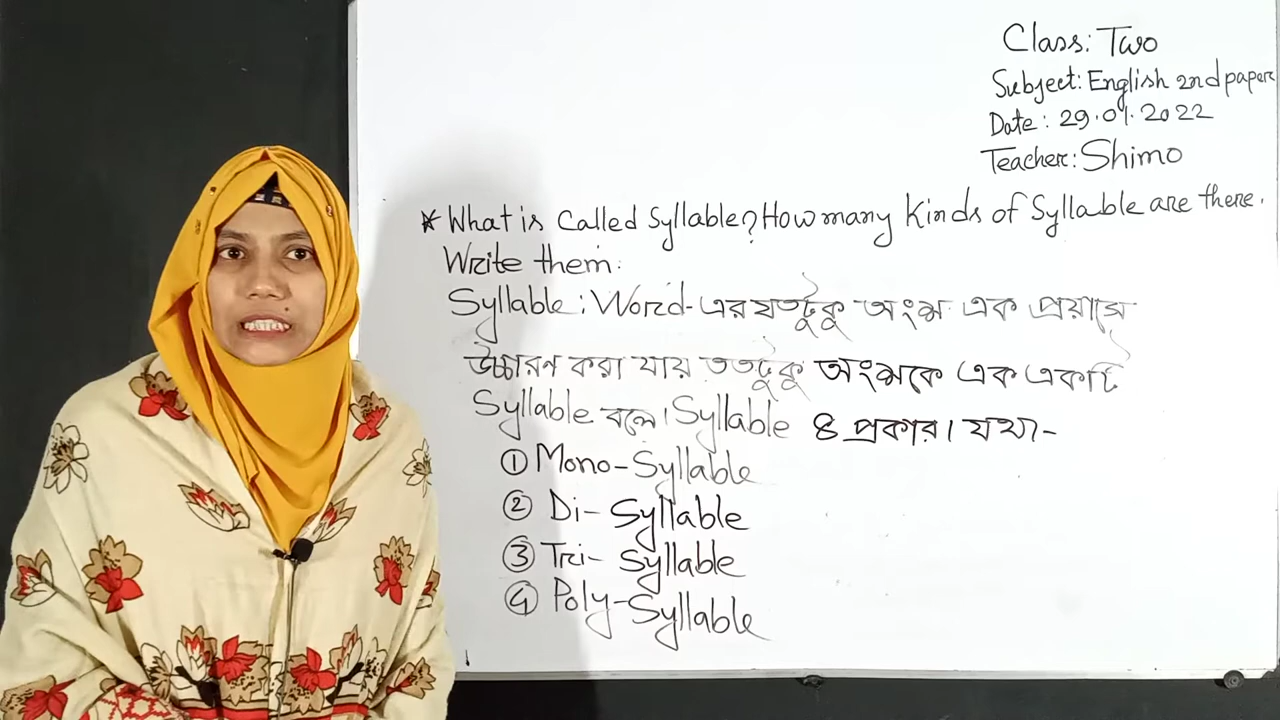 Class: Two
Subject: English 2nd paper
Date: 29.01.2022
Teacher: Shimo
* What is called Syllable? How many Kinds of Syllable are there.
Write them.
Syllable: Word-এর যতটুকু অংশ এক প্রয়াসে
উচ্চারণ করা যায় ততটুকু অংশকে এক একটি
Syllable বলে। Syllable ৪ প্রকার। যথা-
① Mono-Syllable
② Di-Syllable
③ Tri-Syllable
④ Poly-Syllable